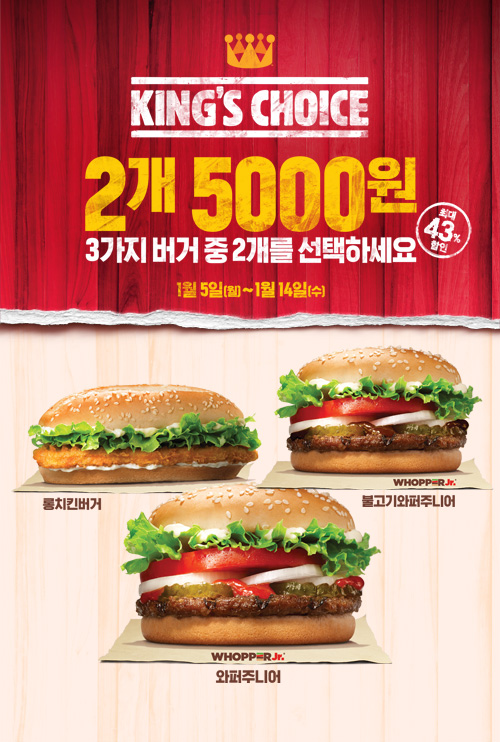 KING'S CHOICE
2개 5000원
3가지 버거 중 2개를 선택하세요
최대
43%
할인
1월 5일(월)~1월 14일(수)
롱치킨버거
WHOPPER Jr.
불고기와퍼주니어
WHOPPER Jr.
와퍼주니어